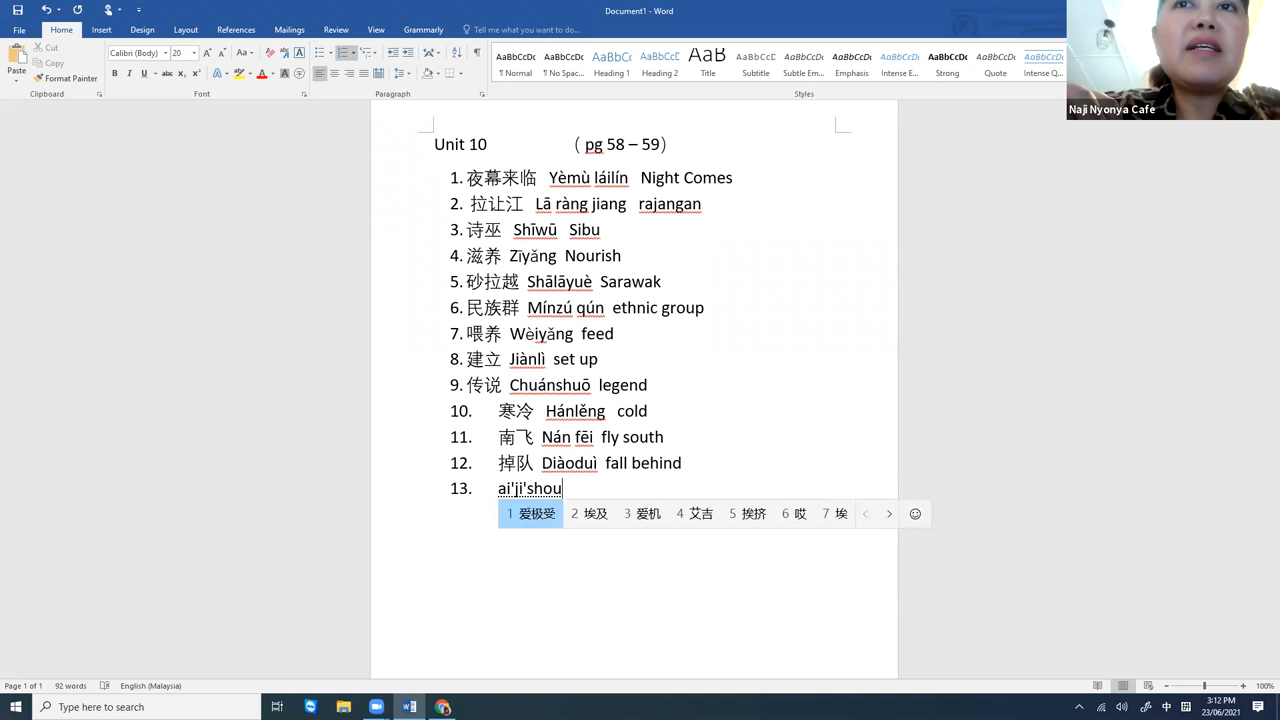 Document1 - Word
File Home Insert Design Layout References Mailings Review View Grammarly Tell me what you want to do...
Paste
Cut
Copy
Format Painter
Calibri (Body) 20
AaBbCcDc AaBbCcDc AaBbCc AaBbCcD AaB AaBbCcD AaBbCcDc AaBbCcDc AaBbCcDc AaBbCcDc AaBbCcDc AaBbCcDc
¶ Normal ¶ No Spac... Heading 1 Heading 2 Title Subtitle Subtle Em... Emphasis Intense E... Strong Quote Intense Q...
Clipboard Font Paragraph Styles
Naji Nyonya Cafe
Unit 10 （ pg 58 – 59）
1. 夜幕来临 Yèmù láilín Night Comes
2. 拉让江 Lā ràng jiang rajangan
3. 诗巫 Shīwū Sibu
4. 滋养 Zīyǎng Nourish
5. 砂拉越 Shālāyuè Sarawak
6. 民族群 Mínzú qún ethnic group
7. 喂养 Wèiyǎng feed
8. 建立 Jiànlì set up
9. 传说 Chuánshuō legend
10. 寒冷 Hánlěng cold
11. 南飞 Nán fēi fly south
12. 掉队 Diàoduì fall behind
13. ai'ji'shou
1 爱极受 2 埃及 3 爱机 4 艾吉 5 挨挤 6 哎 7 埃
Page 1 of 1 92 words English (Malaysia) 100%
Type here to search
中
3:12 PM
23/06/2021